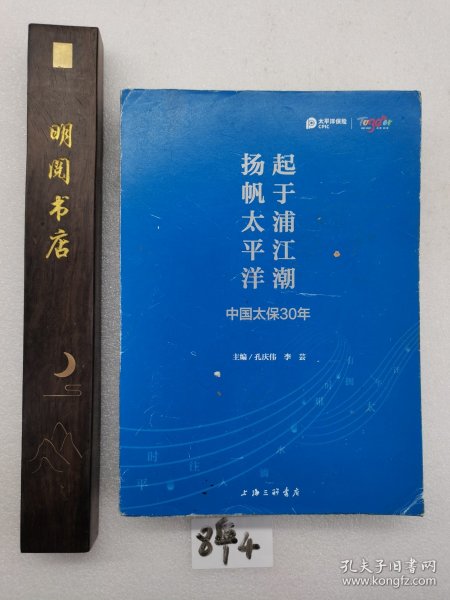 明阅书店
太平洋保险
CPIC
Together
起于浦江潮
扬帆太平洋
中国太保30年
主编/孔庆伟 李芸
上海三联书店
孔夫子旧书网
www.kongfz.com